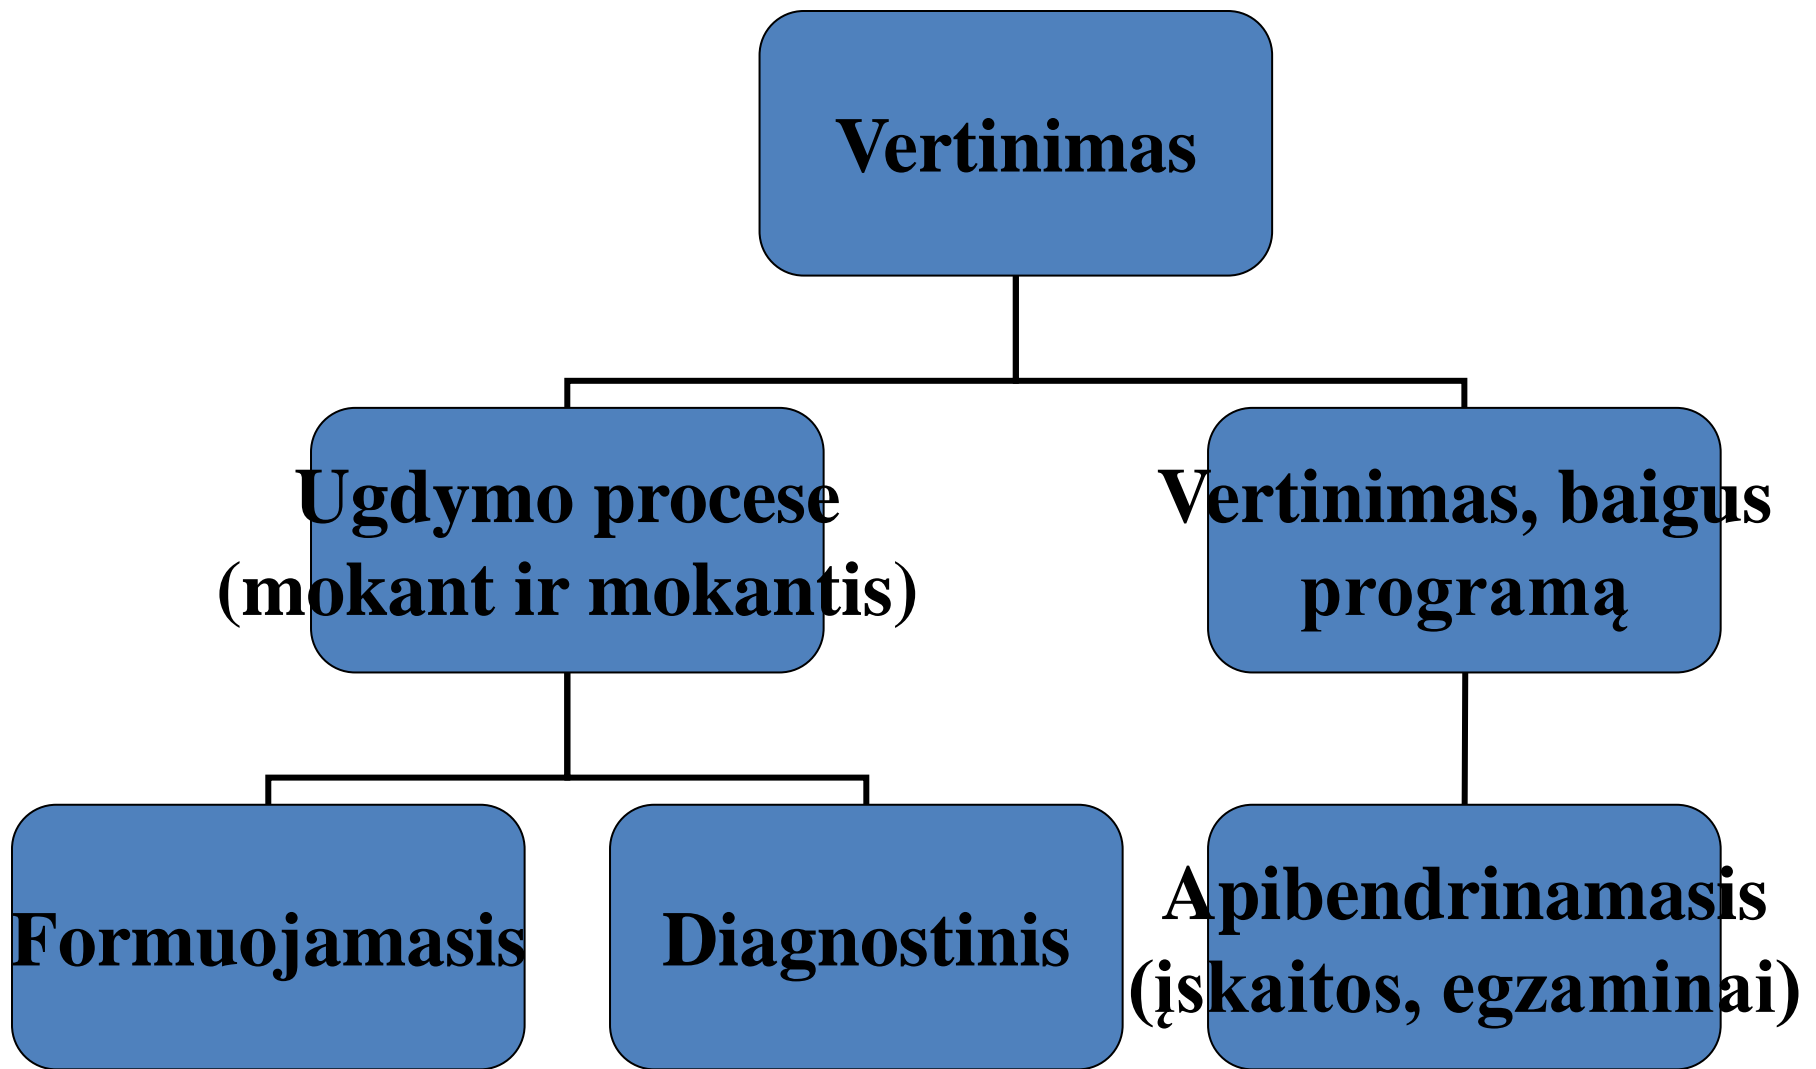 Vertinimas
Ugdymo procese
(mokant ir mokantis)
Vertinimas, baigus
programą
Formuojamasis
Diagnostinis
Apibendrinamasis
(įskaitos, egzaminai)